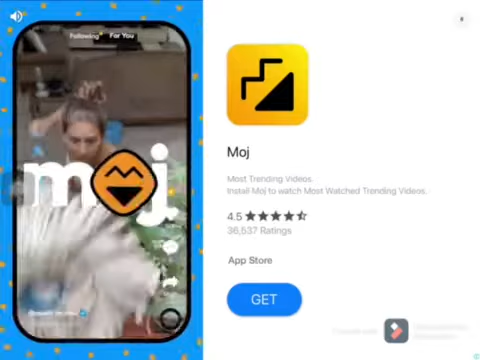 Following For You
moj
Moj
Most Trending Videos.
Install Moj to watch Most Watched Trending Videos.
4.5
36,537 Ratings
App Store
GET